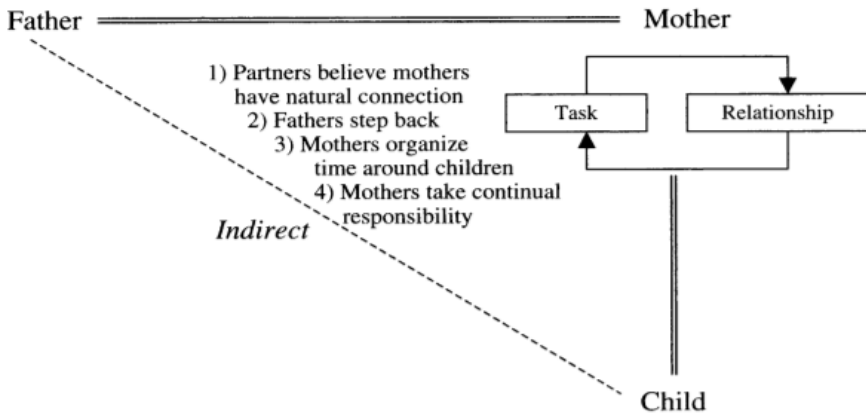 Father
Mother
1) Partners believe mothers
have natural connection
2) Fathers step back
3) Mothers organize
time around children
4) Mothers take continual
responsibility
Task
Relationship
Indirect
Child